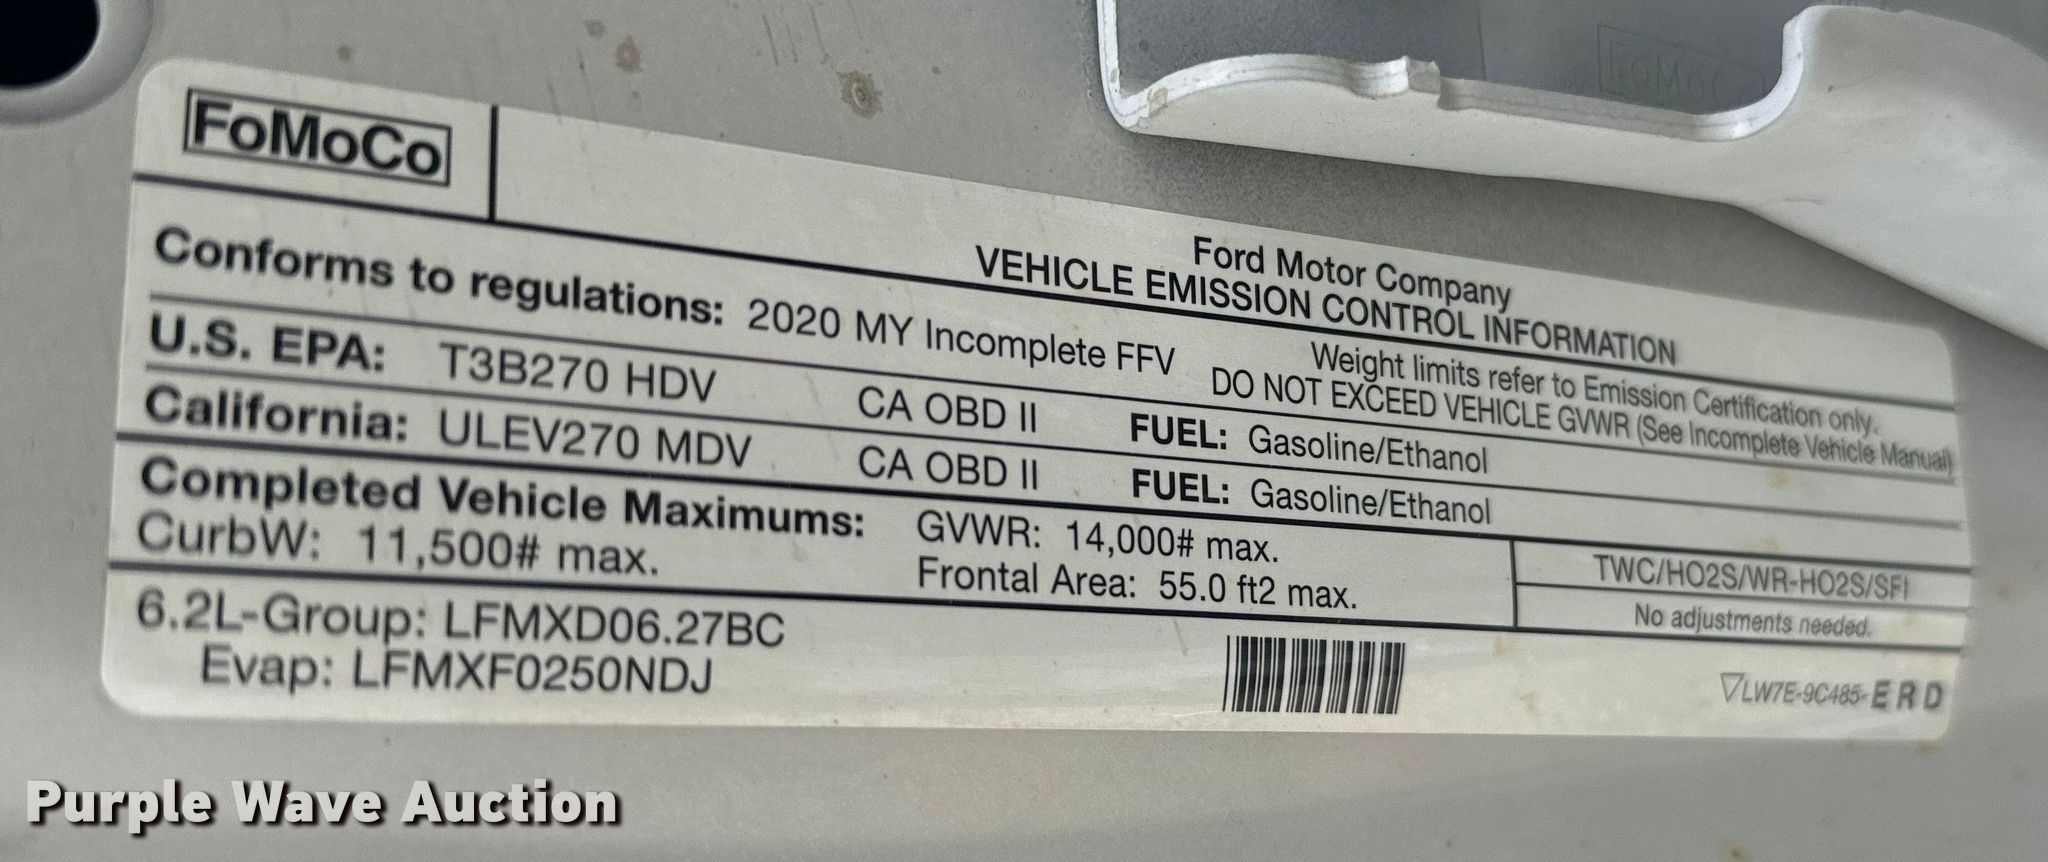 FoMoCo
Ford Motor Company
VEHICLE EMISSION CONTROL INFORMATION
Conforms to regulations: 2020 MY Incomplete FFV
Weight limits refer to Emission Certification only.
DO NOT EXCEED VEHICLE GVWR (See Incomplete Vehicle Manual)
U.S. EPA: T3B270 HDV CA OBD II FUEL: Gasoline/Ethanol
California: ULEV270 MDV CA OBD II FUEL: Gasoline/Ethanol
Completed Vehicle Maximums: GVWR: 14,000# max.
CurbW: 11,500# max. Frontal Area: 55.0 ft2 max.
TWC/HO2S/WR-HO2S/SFI
No adjustments needed.
6.2L-Group: LFMXD06.27BC
Evap: LFMXF0250NDJ
LW7E-9C485-ERD
FoMoCo
Purple Wave Auction